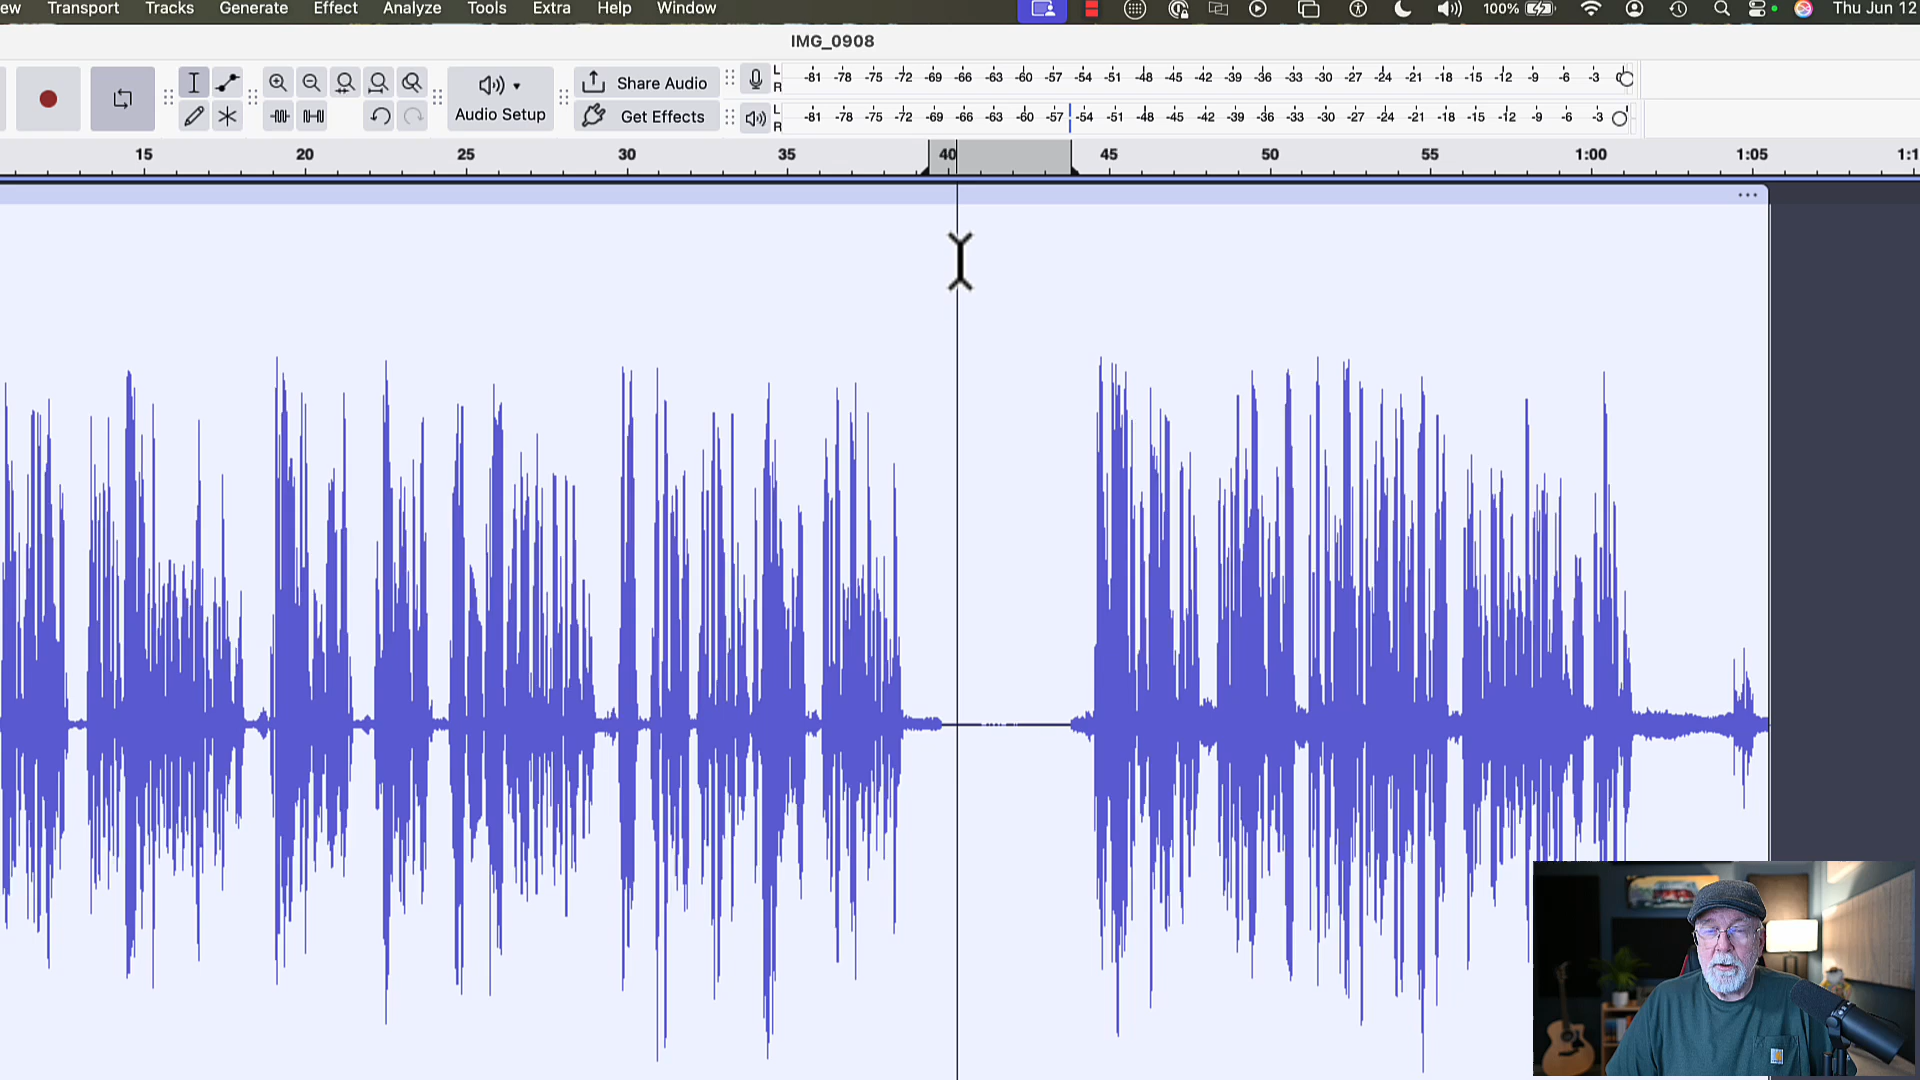 ew Transport Tracks Generate Effect Analyze Tools Extra Help Window 100% Thu Jun 12
IMG_0908
Audio Setup
Share Audio
Get Effects
L
R
-81 -78 -75 -72 -69 -66 -63 -60 -57 -54 -51 -48 -45 -42 -39 -36 -33 -30 -27 -24 -21 -18 -15 -12 -9 -6 -3 0
L
R
-81 -78 -75 -72 -69 -66 -63 -60 -57 -54 -51 -48 -45 -42 -39 -36 -33 -30 -27 -24 -21 -18 -15 -12 -9 -6 -3
15 20 25 30 35 40 45 50 55 1:00 1:05 1:1